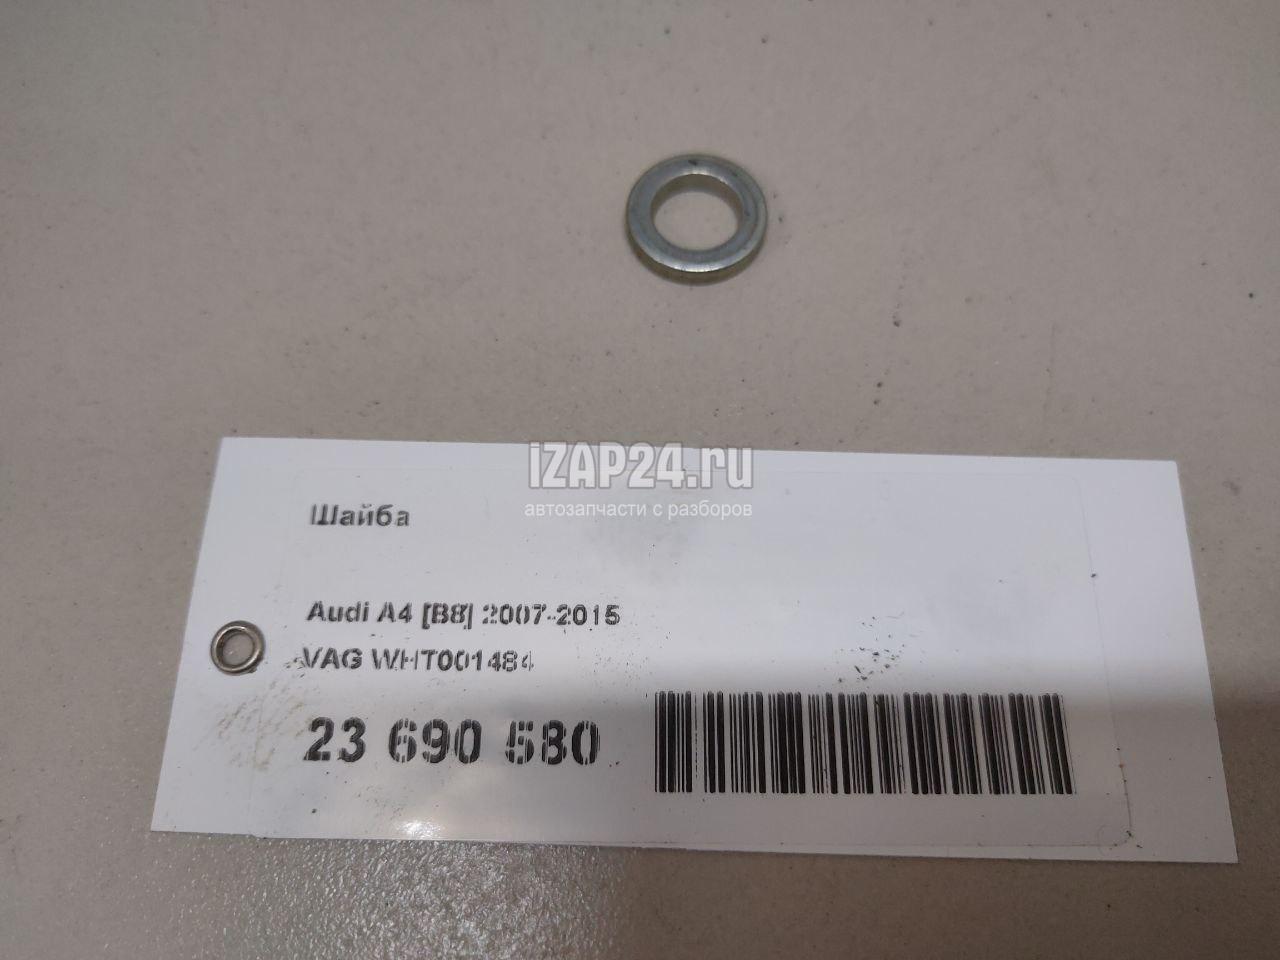 iZAP24.ru
автозапчасти с разборов
Шайба
Audi A4 [B8] 2007-2015
VAG WHT001484
23 690 580